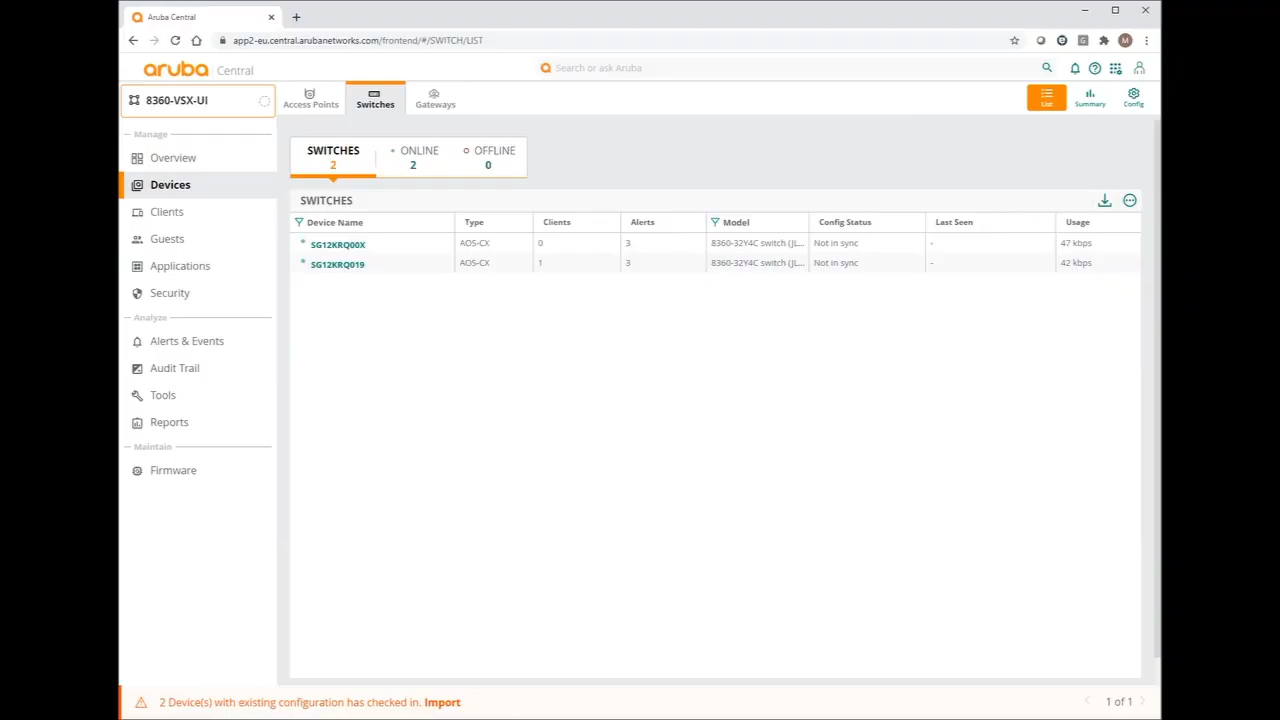 Aruba Central
app2-eu.central.arubanetworks.com/frontend/#/SWITCH/LIST
G
M
aruba Central
Search or ask Aruba
8360-VSX-UI
Access Points
Switches
Gateways
List
Summary
Config
Manage
Overview
Devices
Clients
Guests
Applications
Security
Analyze
Alerts & Events
Audit Trail
Tools
Reports
Maintain
Firmware
SWITCHES ONLINE OFFLINE
2 2 0
SWITCHES
Device Name Type Clients Alerts Model Config Status Last Seen Usage
SG12KRQ00X AOS-CX 0 3 8360-32Y4C switch (JL... Not in sync - 47 kbps
SG12KRQ019 AOS-CX 1 3 8360-32Y4C switch (JL... Not in sync - 42 kbps
2 Device(s) with existing configuration has checked in. Import
1 of 1